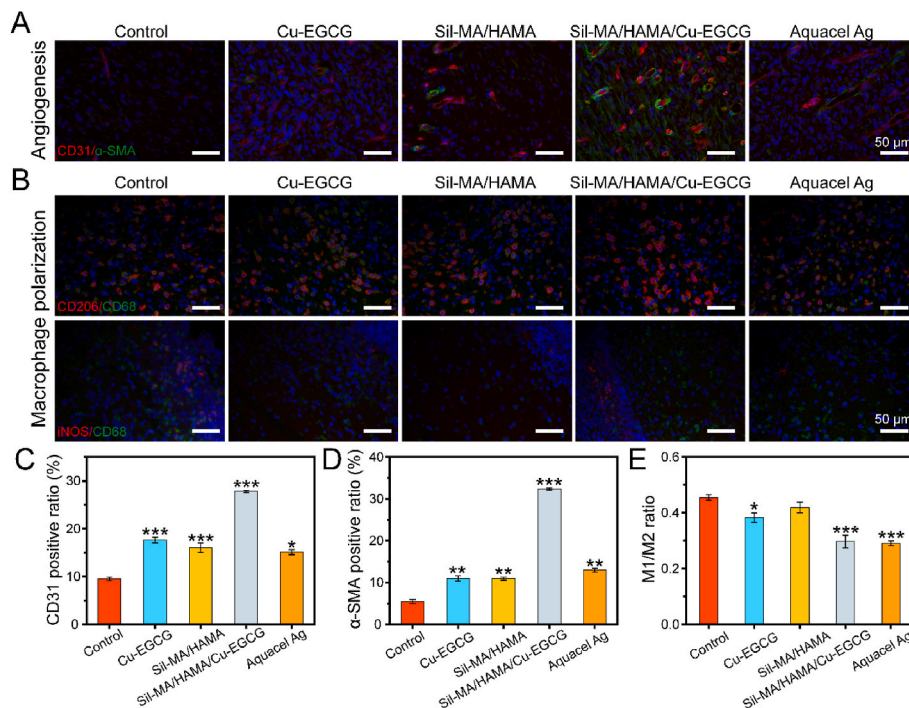 A
Control
Cu-EGCG
Sil-MA/HAMA
Sil-MA/HAMA/Cu-EGCG
Aquacel Ag
Angiogenesis
CD31/α-SMA
50 μm
B
Control
Cu-EGCG
Sil-MA/HAMA
Sil-MA/HAMA/Cu-EGCG
Aquacel Ag
Macrophage polarization
CD206/CD68
iNOS/CD68
50 μm
C
CD31 positive ratio (%)
30
20
10
0
***
***
***
*
Control
Cu-EGCG
Sil-MA/HAMA
Sil-MA/HAMA/Cu-EGCG
Aquacel Ag
D
α-SMA positive ratio (%)
40
30
20
10
0
**
**
***
**
Control
Cu-EGCG
Sil-MA/HAMA
Sil-MA/HAMA/Cu-EGCG
Aquacel Ag
E
M1/M2 ratio
0.6
0.4
0.2
0.0
*
***
***
Control
Cu-EGCG
Sil-MA/HAMA
Sil-MA/HAMA/Cu-EGCG
Aquacel Ag